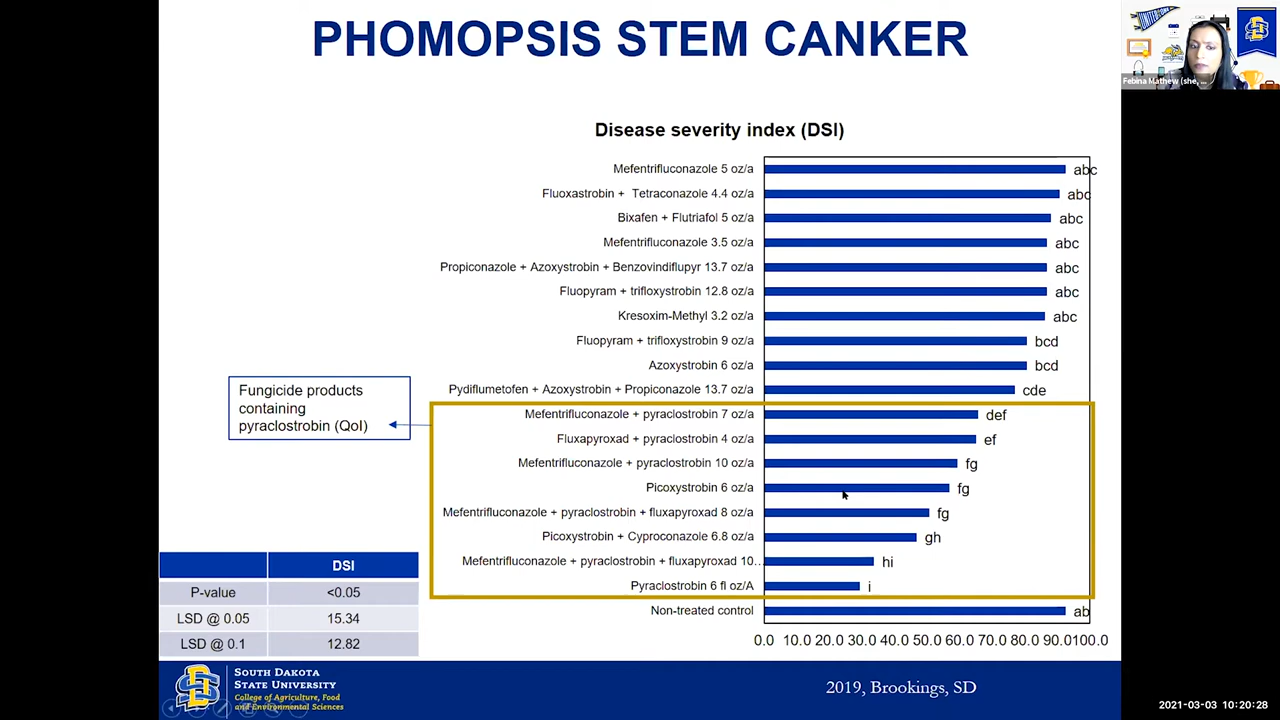 PHOMOPSIS STEM CANKER
Febina Mathew (she, ...
Disease severity index (DSI)
Mefentrifluconazole 5 oz/a abc
Fluoxastrobin + Tetraconazole 4.4 oz/a abc
Bixafen + Flutriafol 5 oz/a abc
Mefentrifluconazole 3.5 oz/a abc
Propiconazole + Azoxystrobin + Benzovindiflupyr 13.7 oz/a abc
Fluopyram + trifloxystrobin 12.8 oz/a abc
Kresoxim-Methyl 3.2 oz/a abc
Fluopyram + trifloxystrobin 9 oz/a bcd
Azoxystrobin 6 oz/a bcd
Pydiflumetofen + Azoxystrobin + Propiconazole 13.7 oz/a cde
Mefentrifluconazole + pyraclostrobin 7 oz/a def
Fluxapyroxad + pyraclostrobin 4 oz/a ef
Mefentrifluconazole + pyraclostrobin 10 oz/a fg
Picoxystrobin 6 oz/a fg
Mefentrifluconazole + pyraclostrobin + fluxapyroxad 8 oz/a fg
Picoxystrobin + Cyproconazole 6.8 oz/a gh
Mefentrifluconazole + pyraclostrobin + fluxapyroxad 10... hi
Pyraclostrobin 6 fl oz/A i
Non-treated control ab
0.0 10.0 20.0 30.0 40.0 50.0 60.0 70.0 80.0 90.0 100.0
Fungicide products
containing
pyraclostrobin (QoI)
DSI
P-value <0.05
LSD @ 0.05 15.34
LSD @ 0.1 12.82
SOUTH DAKOTA
STATE UNIVERSITY
College of Agriculture, Food
and Environmental Sciences
2019, Brookings, SD
2021-03-03 10:20:28